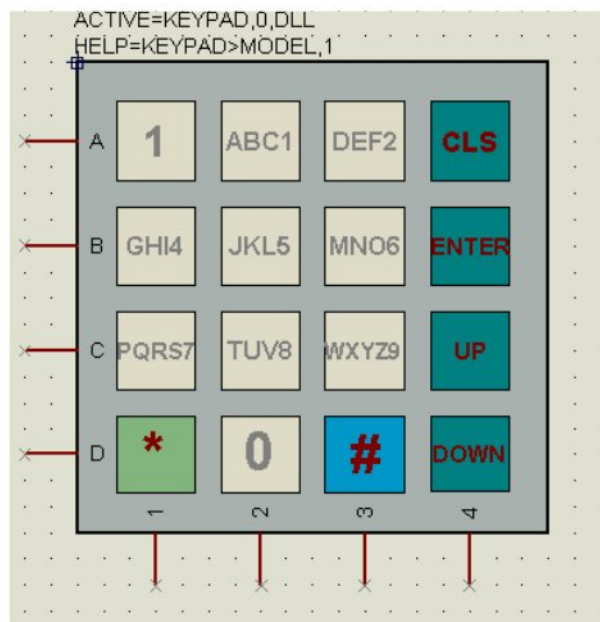 ACTIVE=KEYPAD,0,DLL
HELP=KEYPAD>MODEL,1
A 1 ABC1 DEF2 CLS
B GHI4 JKL5 MNO6 ENTER
C PQRS7 TUV8 WXYZ9 UP
D * 0 # DOWN
1 2 3 4